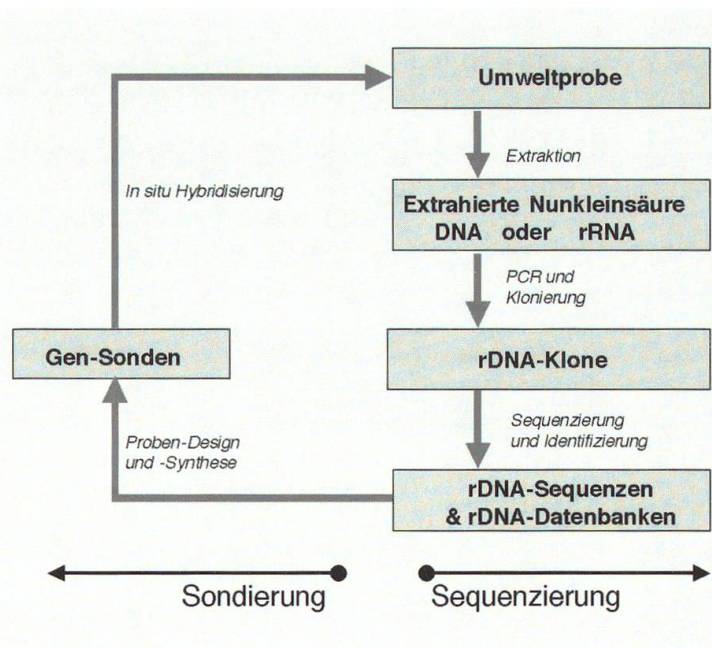 Umweltprobe
Extraktion
In situ Hybridisierung
Extrahierte Nunkleinsäure
DNA oder rRNA
PCR und
Klonierung
Gen-Sonden
rDNA-Klone
Sequenzierung
und Identifizierung
Proben-Design
und -Synthese
rDNA-Sequenzen
& rDNA-Datenbanken
Sondierung
Sequenzierung